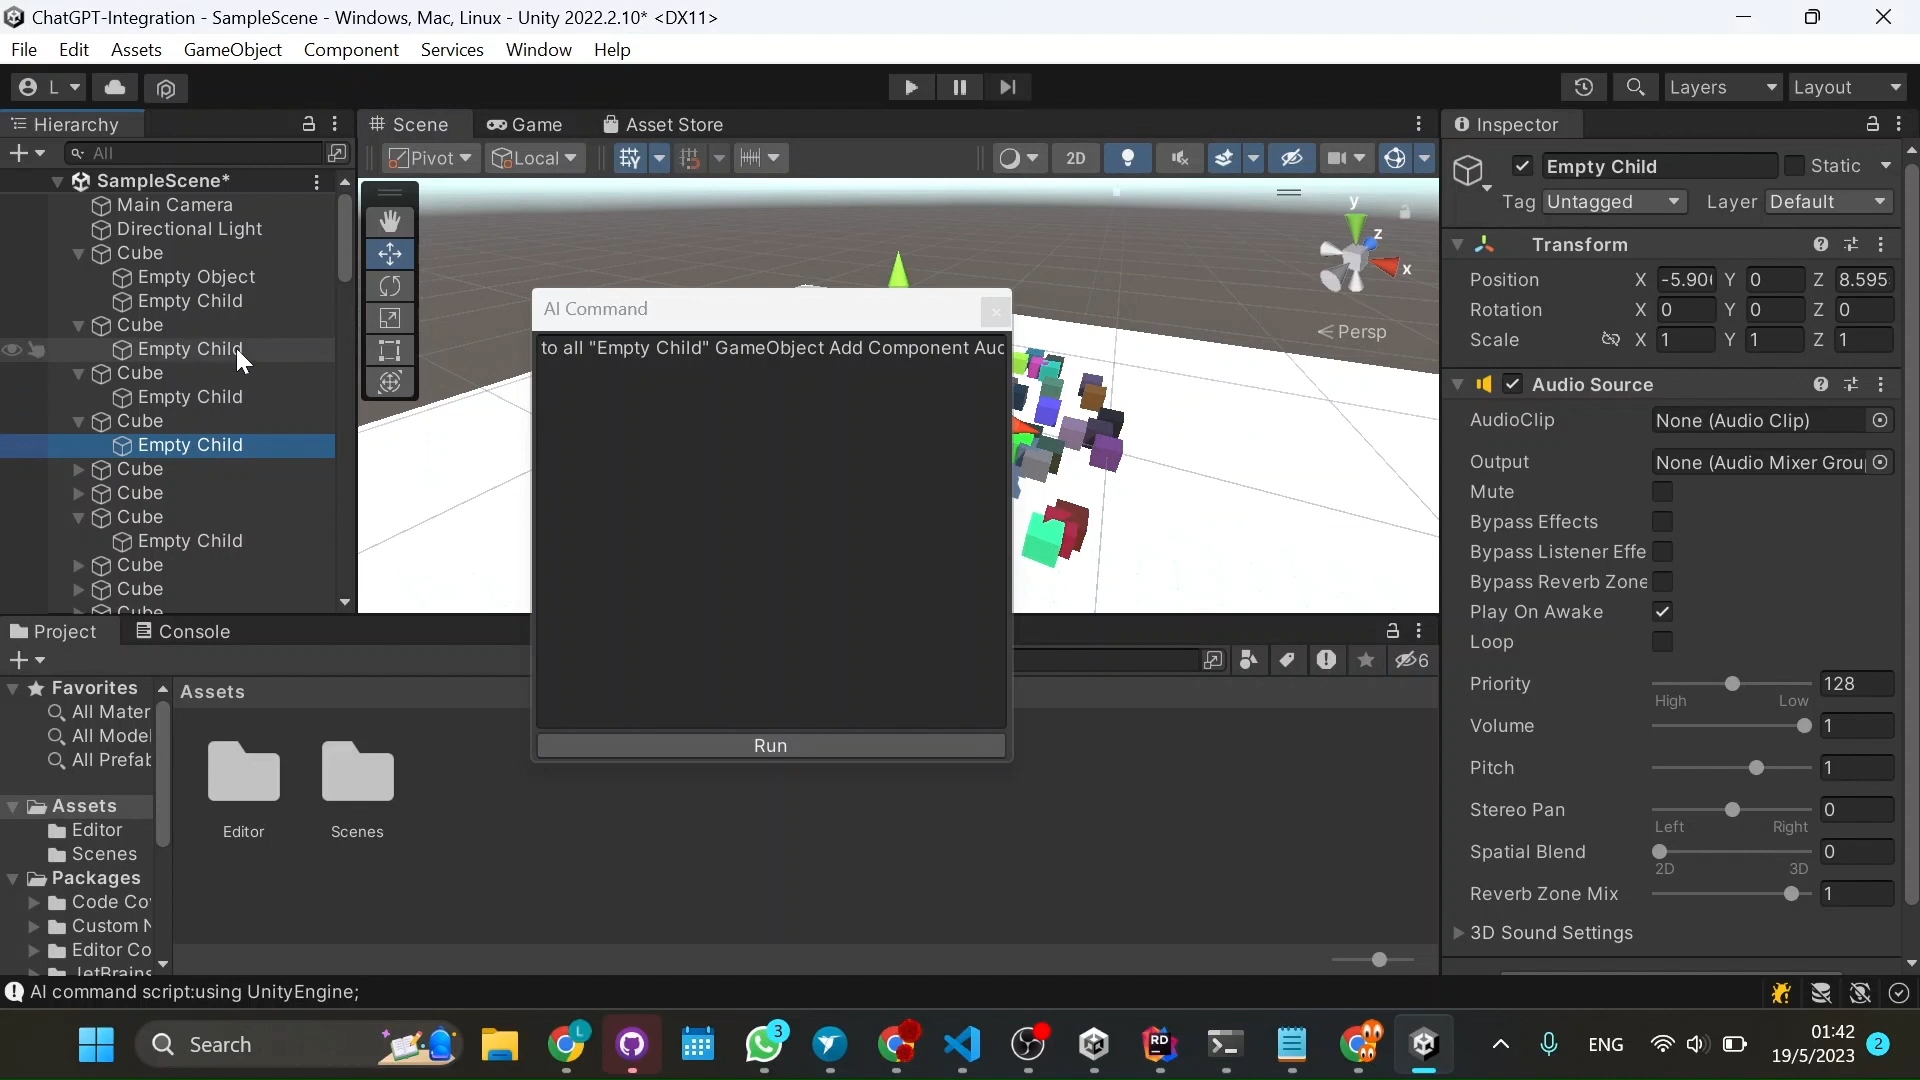 ChatGPT-Integration - SampleScene - Windows, Mac, Linux - Unity 2022.2.10* <DX11>
File Edit Assets GameObject Component Services Window Help
L Layers Layout
Hierarchy
All
SampleScene*
Main Camera
Directional Light
Cube
Empty Object
Empty Child
Cube
Empty Child
Cube
Empty Child
Cube
Empty Child
Cube
Cube
Cube
Empty Child
Cube
Cube
Cube
Scene Game Asset Store
Pivot Local 2D
y
z
x
Persp
AI Command
to all "Empty Child" GameObject Add Component Auc
Run
Inspector
Empty Child Static
Tag Untagged Layer Default
Transform
Position X -5.90 Y 0 Z 8.595
Rotation X 0 Y 0 Z 0
Scale X 1 Y 1 Z 1
Audio Source
AudioClip None (Audio Clip)
Output None (Audio Mixer Grou
Mute
Bypass Effects
Bypass Listener Effe
Bypass Reverb Zone
Play On Awake
Loop
Priority 128
High Low
Volume 1
Pitch 1
Stereo Pan 0
Left Right
Spatial Blend 0
2D 3D
Reverb Zone Mix 1
3D Sound Settings
Project Console
6
Favorites
All Mater
All Model
All Prefab
Assets
Editor
Scenes
Packages
Code Co
Custom N
Editor Co
JetBrains
Assets
Editor Scenes
AI command script:using UnityEngine;
Search
L
3
RD
ENG
01:42
19/5/2023
2